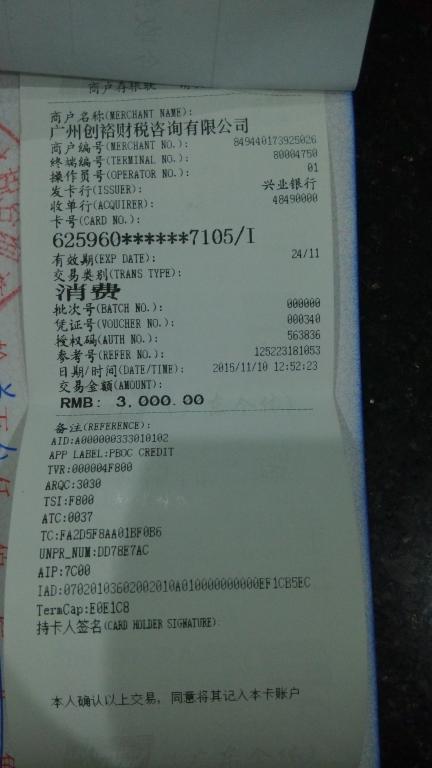 商户存根联
商户名称(MERCHANT NAME):
广州创裕财税咨询有限公司
商户编号(MERCHANT NO.): 849440173925026
终端编号(TERMINAL NO.): 80004750
操作员号(OPERATOR NO.): 01
发卡行(ISSUER): 兴业银行
收单行(ACQUIRER): 48490000
卡号(CARD NO.):
625960******7105/I
有效期(EXP DATE): 24/11
交易类别(TRANS TYPE):
消费
批次号(BATCH NO.): 000000
凭证号(VOUCHER NO.): 000340
授权码(AUTH NO.): 563836
参考号(REFER NO.): 125223181053
日期/时间(DATE/TIME): 2015/11/10 12:52:23
交易金额(AMOUNT):
RMB: 3,000.00
备注(REFERENCE):
AID:A000000333010102
APP LABEL:PBOC CREDIT
TVR:000004F800
ARQC:3030
TSI:F800
ATC:0037
TC:FA2D5F8AA01BF0B6
UNPR_NUM:DD78E7AC
AIP:7C00
IAD:07020103602002010A010000000000EF1CB5EC
TermCap:E0E1C8
持卡人签名(CARD HOLDER SIGNATURE):
本人确认以上交易, 同意将其记入本卡账户